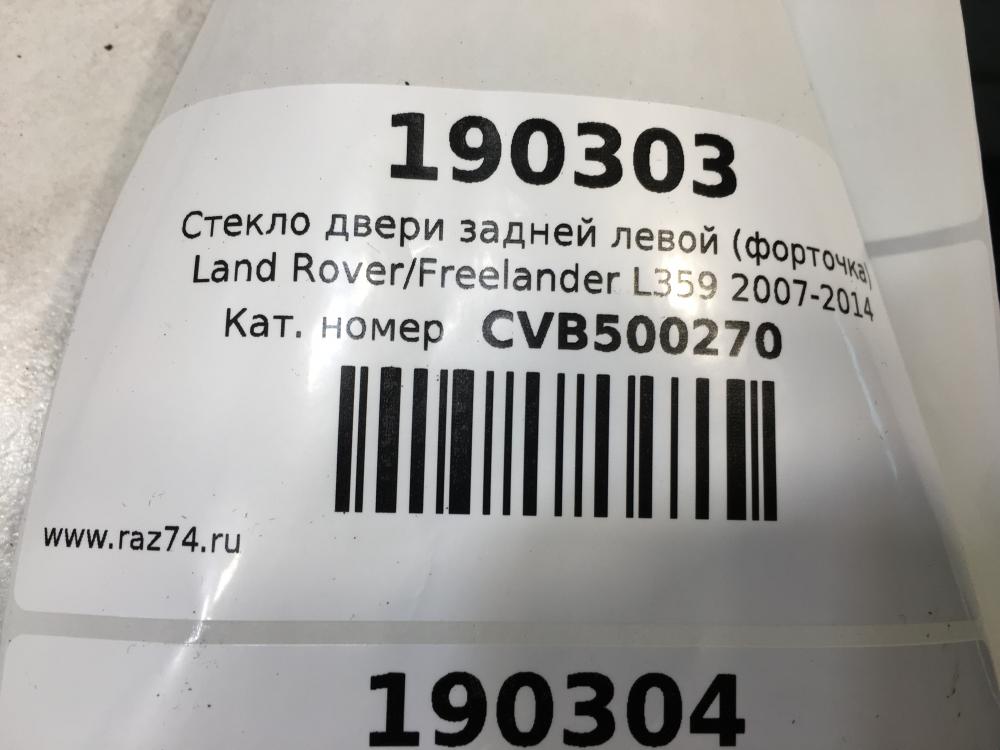 190303
Стекло двери задней левой (форточка)
Land Rover/Freelander L359 2007-2014
Кат. номер CVB500270
www.raz74.ru
190304